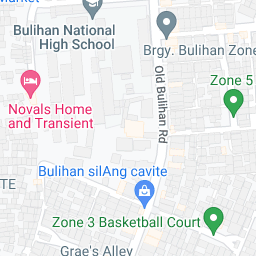 Market
Bulihan National
High School
Brgy. Bulihan Zone
Zone 5
Novals Home
and Transient
Old Bulihan Rd
Bulihan silAng cavite
TE
Zone 3 Basketball Court
Grae's Alley